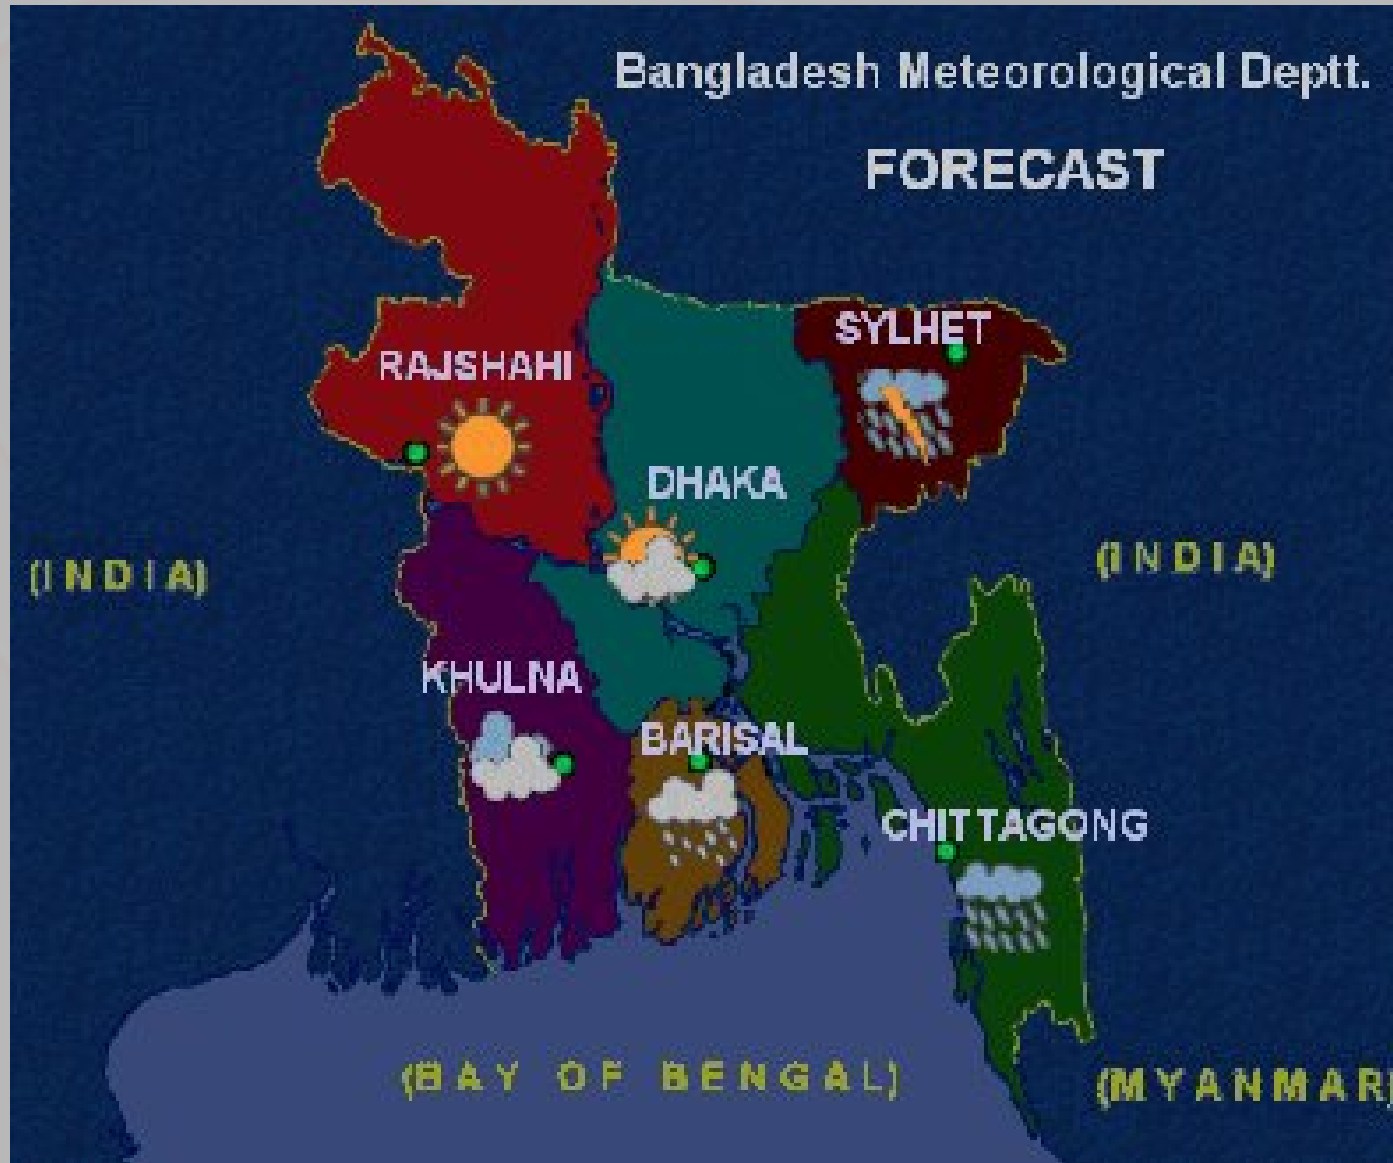 Bangladesh Meteorological Deptt.
FORECAST
SYLHET
RAJSHAHI
DHAKA
(INDIA)
(INDIA)
KHULNA
BARISAL
CHITTAGONG
(BAY OF BENGAL)
(MYANMAR)